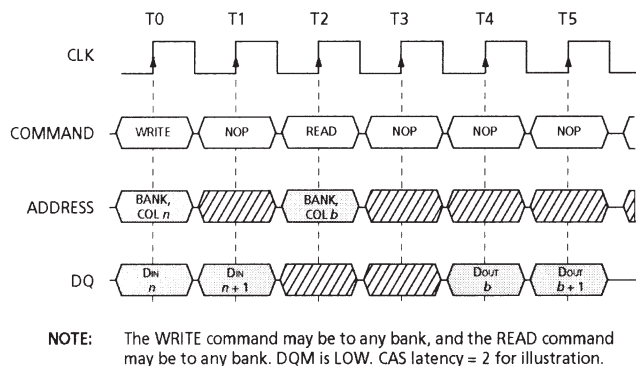 T0 T1 T2 T3 T4 T5
CLK
COMMAND WRITE NOP READ NOP NOP NOP
ADDRESS BANK, COL n BANK, COL b
DQ DIN n DIN n + 1 DOUT b DOUT b + 1
NOTE: The WRITE command may be to any bank, and the READ command
may be to any bank. DQM is LOW. CAS latency = 2 for illustration.